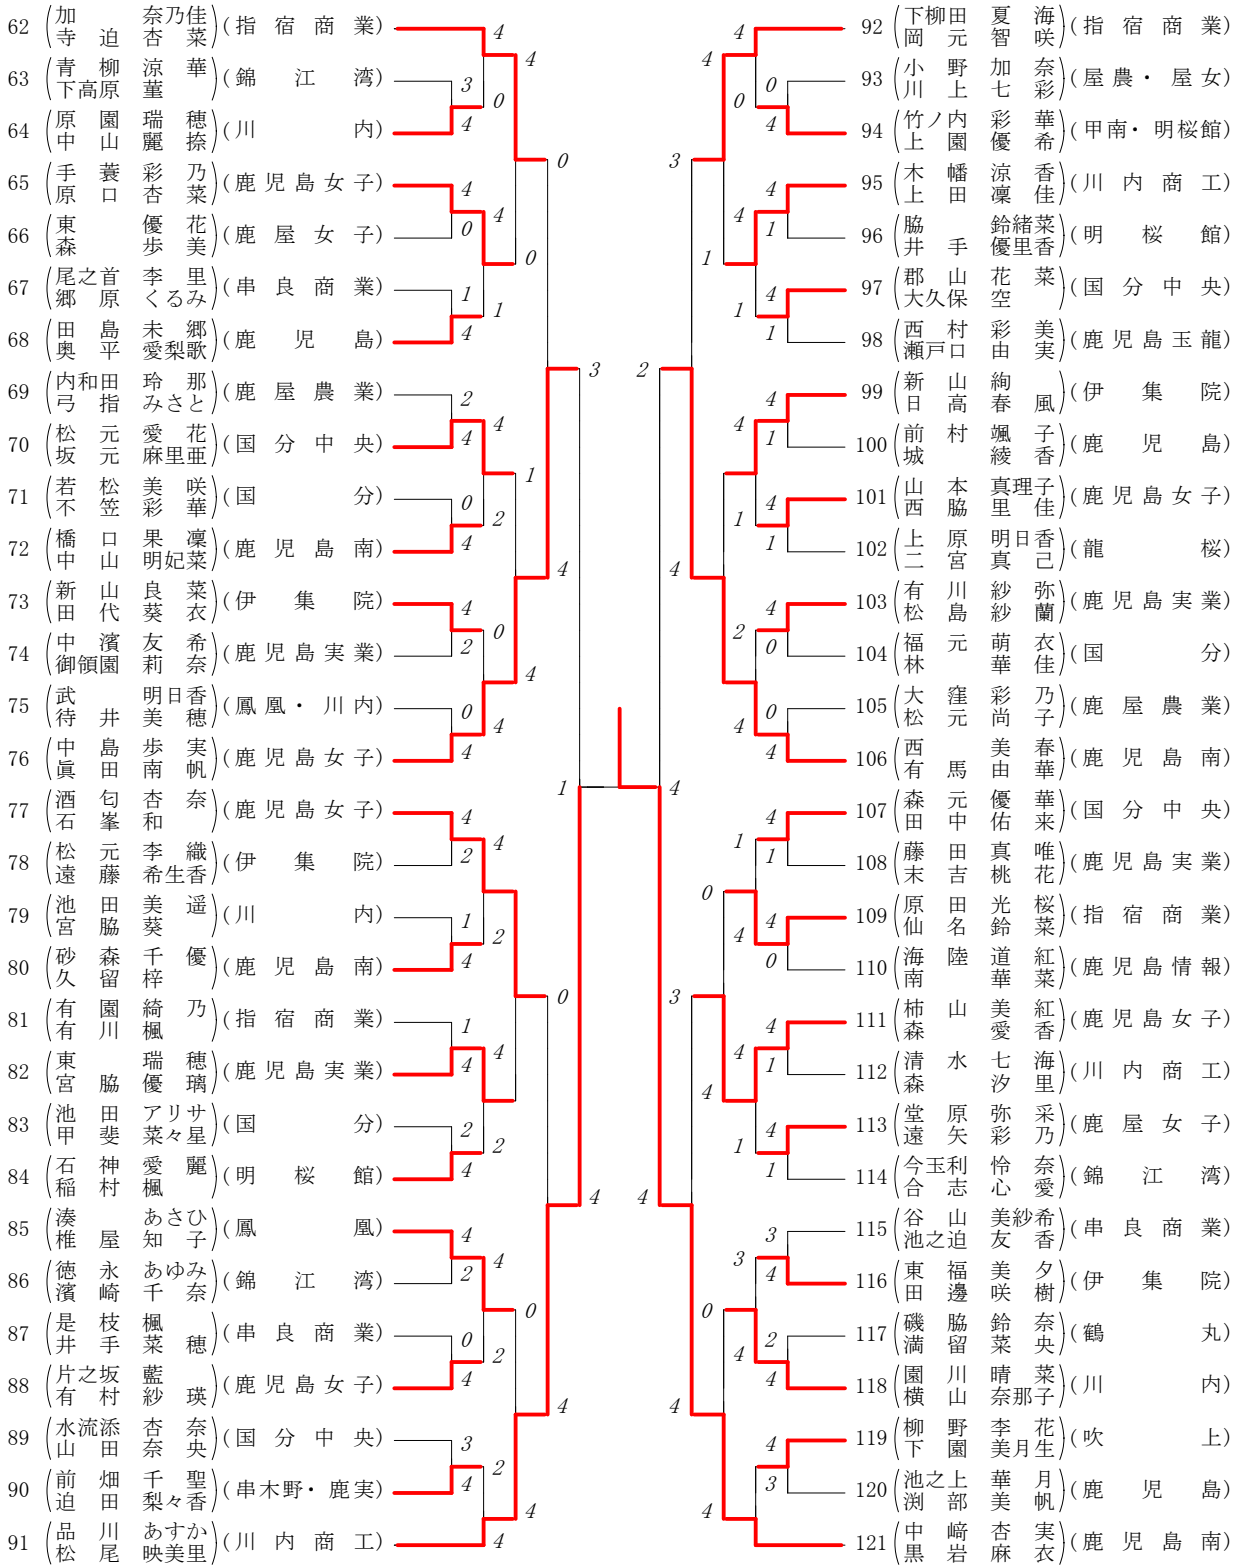 62 加 奈乃佳 寺 迫 杏 菜 (指宿商業)
63 青 柳 涼 華 下高原 菫 (錦江湾)
64 原 園 瑞 穂 中 山 麗 捺 (川内)
65 手 蓑 彩 乃 原 口 杏 菜 (鹿児島女子)
66 東 優 花 森 歩 美 (鹿屋女子)
67 尾之首 李 里 郷 原 くるみ (串良商業)
68 田 島 未 郷 奥 平 愛梨歌 (鹿児島)
69 内和田 玲 那 弓 指 みさと (鹿屋農業)
70 松 元 愛 花 坂 元 麻里亜 (国分中央)
71 若 松 美 咲 不 笠 彩 華 (国分)
72 橋 口 果 凜 中 山 明妃菜 (鹿児島南)
73 新 山 良 菜 田 代 葵 衣 (伊集院)
74 中 濱 友 希 御領園 莉 奈 (鹿児島実業)
75 武 明日香 待 井 美 穂 (鳳凰・川内)
76 中 島 歩 実 眞 田 南 帆 (鹿児島女子)
77 酒 匂 杏 奈 石 峯 和 (鹿児島女子)
78 松 元 李 織 遠 藤 希生香 (伊集院)
79 池 田 美 遥 宮 脇 葵 (川内)
80 砂 森 千 優 久 留 梓 (鹿児島南)
81 有 園 綺 乃 有 川 楓 (指宿商業)
82 東 瑞 穂 宮 脇 優 璃 (鹿児島実業)
83 池 田 アリサ 甲 斐 菜々星 (国分)
84 石 神 愛 麗 稲 村 楓 (明桜館)
85 湊 あさひ 椎 屋 知 子 (鳳凰)
86 徳 永 あゆみ 濱 崎 千 奈 (錦江湾)
87 是 枝 楓 井 手 菜 穂 (串良商業)
88 片之坂 藍 有 村 紗 瑛 (鹿児島女子)
89 水流添 杏 奈 山 田 奈 央 (国分中央)
90 前 畑 千 聖 迫 田 梨々香 (串木野・鹿実)
91 品 川 あすか 松 尾 映美里 (川内商工)
92 下柳田 夏 海 岡 元 智 咲 (指宿商業)
93 小 野 加 奈 川 上 七 彩 (屋農・屋女)
94 竹ノ内 彩 華 上 園 優 希 (甲南・明桜館)
95 木 幡 涼 香 上 田 凜 佳 (川内商工)
96 脇 鈴緒菜 井 手 優里香 (明桜館)
97 郡 山 花 菜 大久保 空 (国分中央)
98 西 村 彩 美 瀬戸口 由 実 (鹿児島玉龍)
99 新 山 絢 日 高 春 風 (伊集院)
100 前 村 颯 子 城 綾 香 (鹿児島)
101 山 本 真理子 西 脇 里 佳 (鹿児島女子)
102 上 原 明日香 二 宮 真 己 (龍桜)
103 有 川 紗 弥 松 島 紗 蘭 (鹿児島実業)
104 福 元 萌 衣 林 華 佳 (国分)
105 大 窪 彩 乃 松 元 尚 子 (鹿屋農業)
106 西 美 春 有 馬 由 華 (鹿児島南)
107 森 元 優 華 田 中 佑 来 (国分中央)
108 藤 田 真 唯 末 吉 桃 花 (鹿児島実業)
109 原 田 光 桜 仙 名 鈴 菜 (指宿商業)
110 海 陸 道 紅 南 華 菜 (鹿児島情報)
111 柿 山 美 紅 森 愛 香 (鹿児島女子)
112 清 水 七 海 森 汐 里 (川内商工)
113 堂 原 弥 采 遠 矢 彩 乃 (鹿屋女子)
114 今玉利 怜 奈 合 志 心 愛 (錦江湾)
115 谷 山 美紗希 池之迫 友 香 (串良商業)
116 東 福 美 夕 田 邊 咲 樹 (伊集院)
117 磯 脇 鈴 奈 満 留 菜 央 (鶴丸)
118 園 川 晴 菜 横 山 奈那子 (川内)
119 柳 野 李 花 下 園 美月生 (吹上)
120 池之上 華 月 渕 部 美 帆 (鹿児島)
121 中 﨑 杏 実 黒 岩 麻 衣 (鹿児島南)